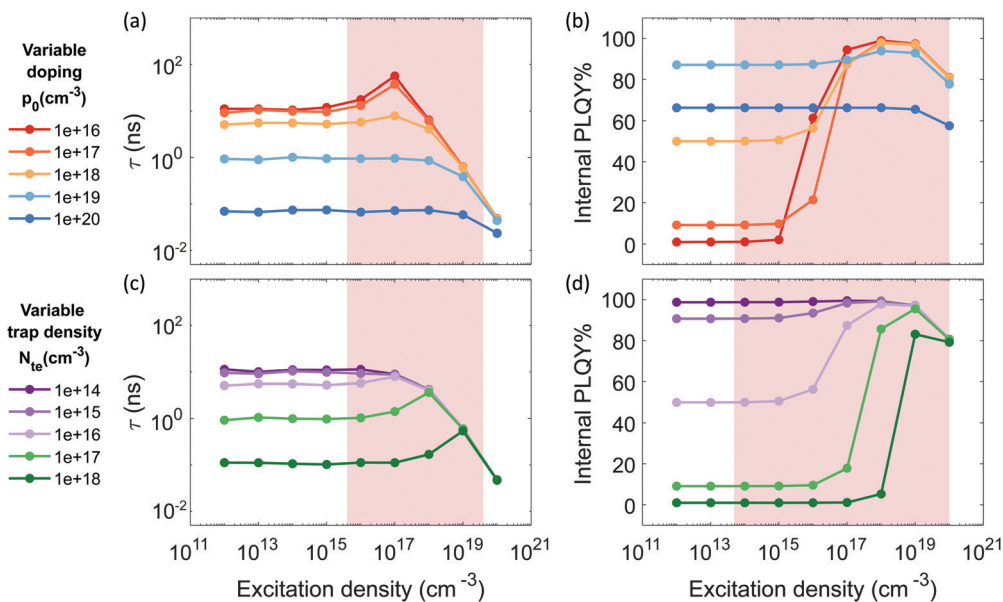 (a)
(b)
Variable
doping
p0(cm-3)
1e+16
1e+17
1e+18
1e+19
1e+20
τ (ns)
10^2
10^0
10^-2
Internal PLQY%
100
80
60
40
20
0
(c)
(d)
Variable
trap density
Nte(cm-3)
1e+14
1e+15
1e+16
1e+17
1e+18
τ (ns)
10^2
10^0
10^-2
Internal PLQY%
100
80
60
40
20
0
10^11 10^13 10^15 10^17 10^19 10^21
10^11 10^13 10^15 10^17 10^19 10^21
Excitation density (cm-3)
Excitation density (cm-3)